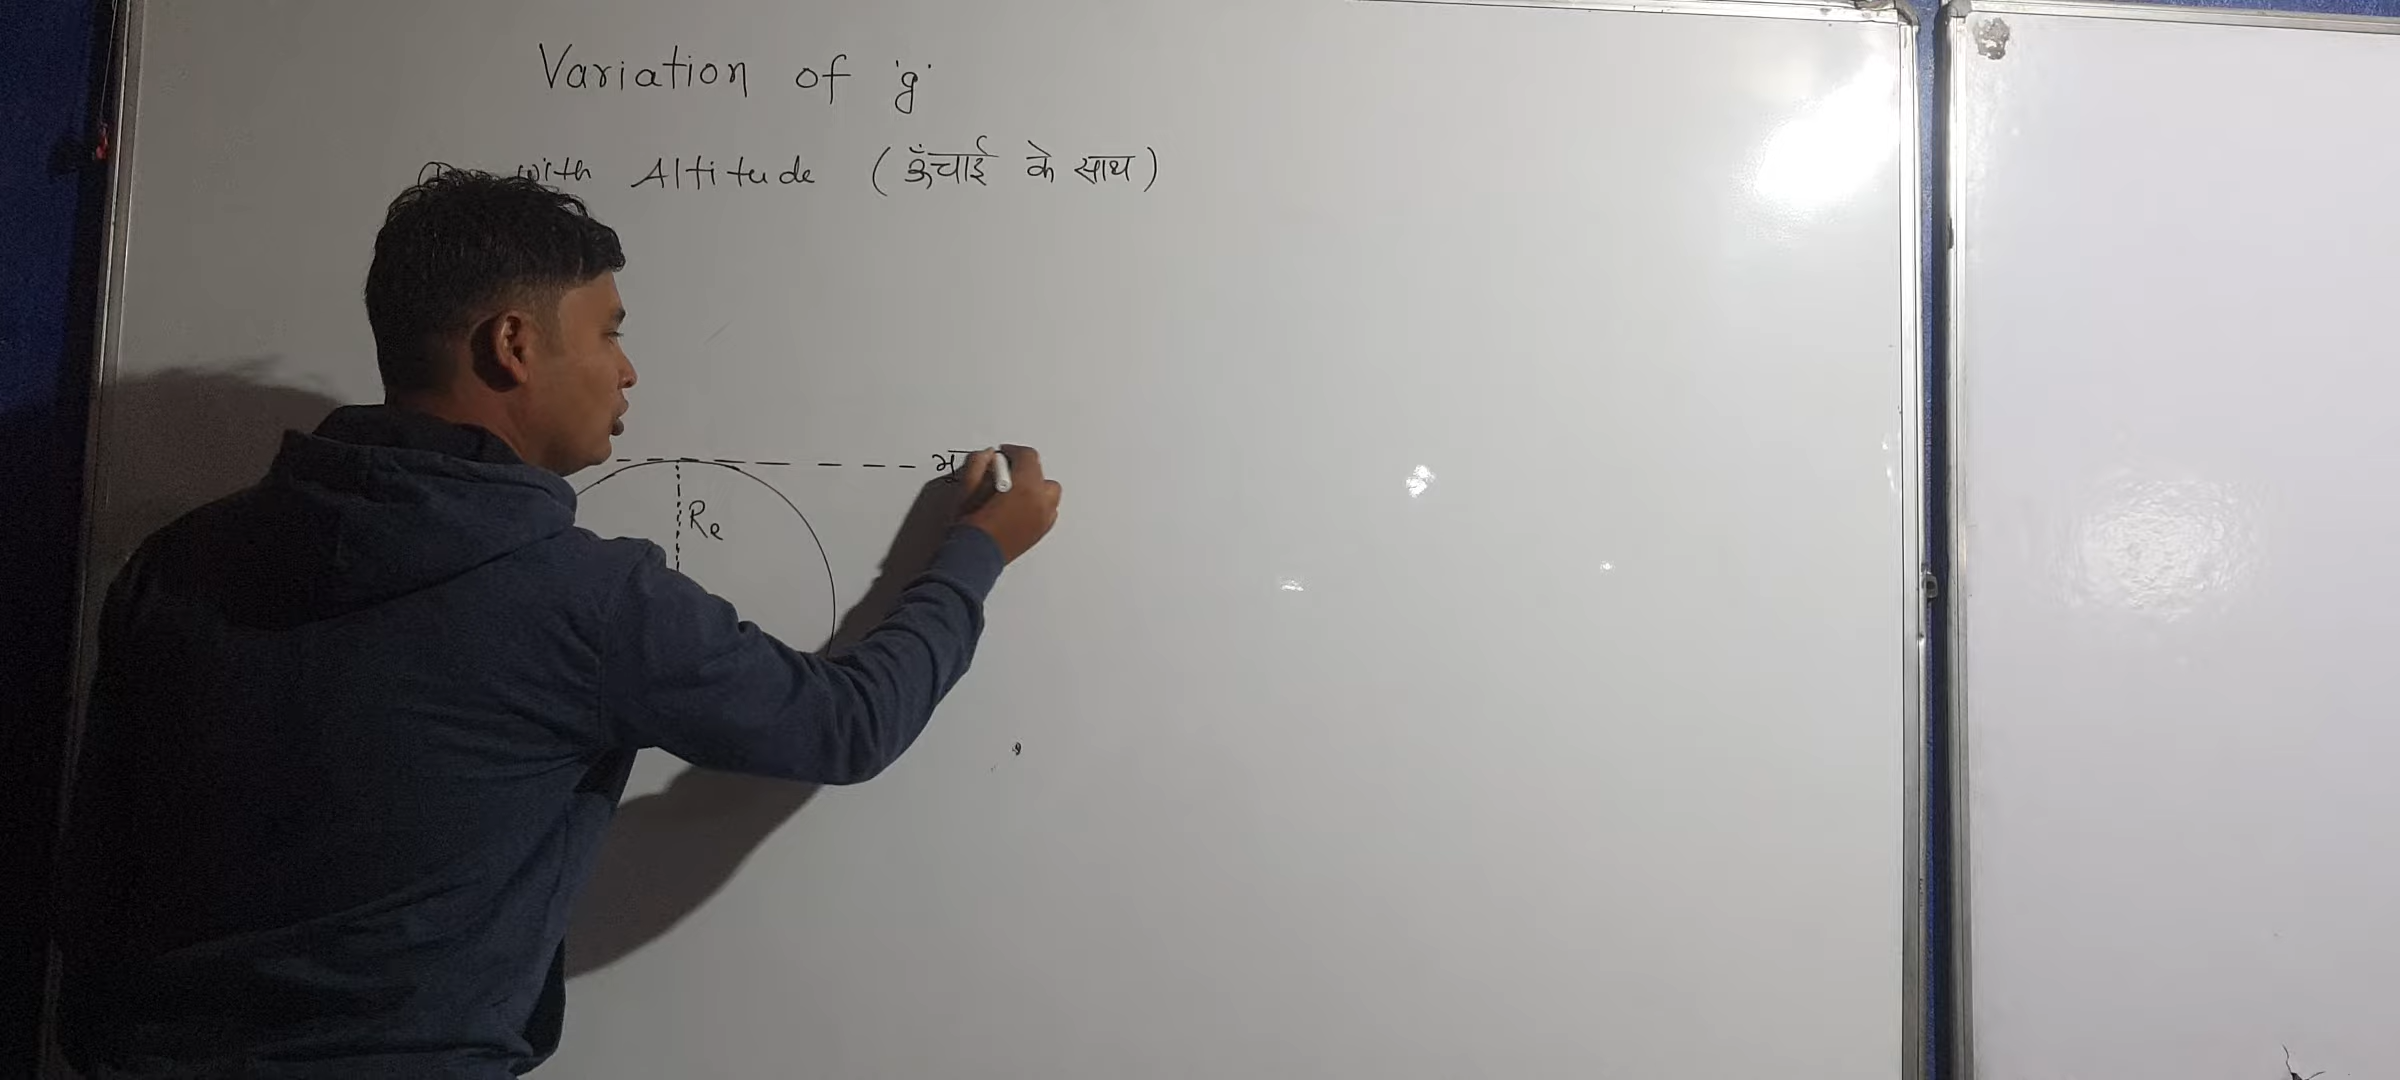 Variation of 'g'
with Altitude (ऊँचाई के साथ)
Re